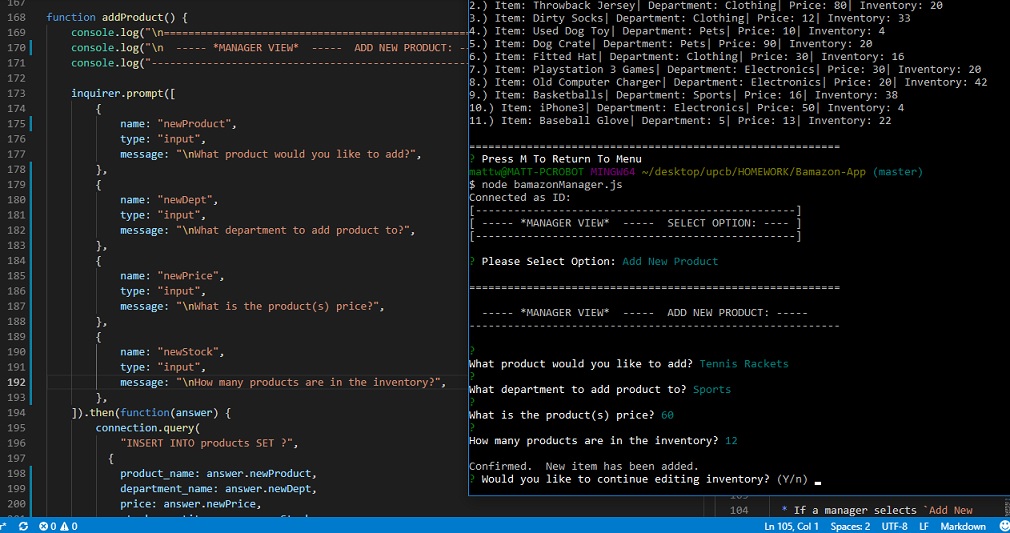 167
168 function addProduct() {
169 console.log("\n================================================
170 console.log("\n ----- *MANAGER VIEW* ----- ADD NEW PRODUCT: --
171 console.log("--------------------------------------------------
172
173 inquirer.prompt([
174 {
175 name: "newProduct",
176 type: "input",
177 message: "\nWhat product would you like to add?",
178 },
179 {
180 name: "newDept",
181 type: "input",
182 message: "\nWhat department to add product to?",
183 },
184 {
185 name: "newPrice",
186 type: "input",
187 message: "\nWhat is the product(s) price?",
188 },
189 {
190 name: "newStock",
191 type: "input",
192 message: "\nHow many products are in the inventory?",
193 },
194 ]).then(function(answer) {
195 connection.query(
196 "INSERT INTO products SET ?",
197 {
198 product_name: answer.newProduct,
199 department_name: answer.newDept,
200 price: answer.newPrice,
2.) Item: Throwback Jersey| Department: Clothing| Price: 80| Inventory: 20
3.) Item: Dirty Socks| Department: Clothing| Price: 12| Inventory: 33
4.) Item: Used Dog Toy| Department: Pets| Price: 10| Inventory: 4
5.) Item: Dog Crate| Department: Pets| Price: 90| Inventory: 20
6.) Item: Fitted Hat| Department: Clothing| Price: 30| Inventory: 16
7.) Item: Playstation 3 Games| Department: Electronics| Price: 30| Inventory: 20
8.) Item: Old Computer Charger| Department: Electronics| Price: 20| Inventory: 42
9.) Item: Basketballs| Department: Sports| Price: 16| Inventory: 38
10.) Item: iPhone3| Department: Electronics| Price: 50| Inventory: 4
11.) Item: Baseball Glove| Department: 5| Price: 13| Inventory: 22
==========================================================
? Press M To Return To Menu
mattw@MATT-PCROBOT MINGW64 ~/desktop/upcb/HOMEWORK/Bamazon-App (master)
$ node bamazonManager.js
Connected as ID:
[--------------------------------------------------]
[ ----- *MANAGER VIEW* ----- SELECT OPTION: ---- ]
[--------------------------------------------------]
? Please Select Option: Add New Product
==========================================================
----- *MANAGER VIEW* ----- ADD NEW PRODUCT: -----
----------------------------------------------------------
?
What product would you like to add? Tennis Rackets
?
What department to add product to? Sports
?
What is the product(s) price? 60
?
How many products are in the inventory? 12
Confirmed. New item has been added.
? Would you like to continue editing inventory? (Y/n)
104 * If a manager selects `Add New
0 0 Ln 105, Col 1 Spaces: 2 UTF-8 LF Markdown